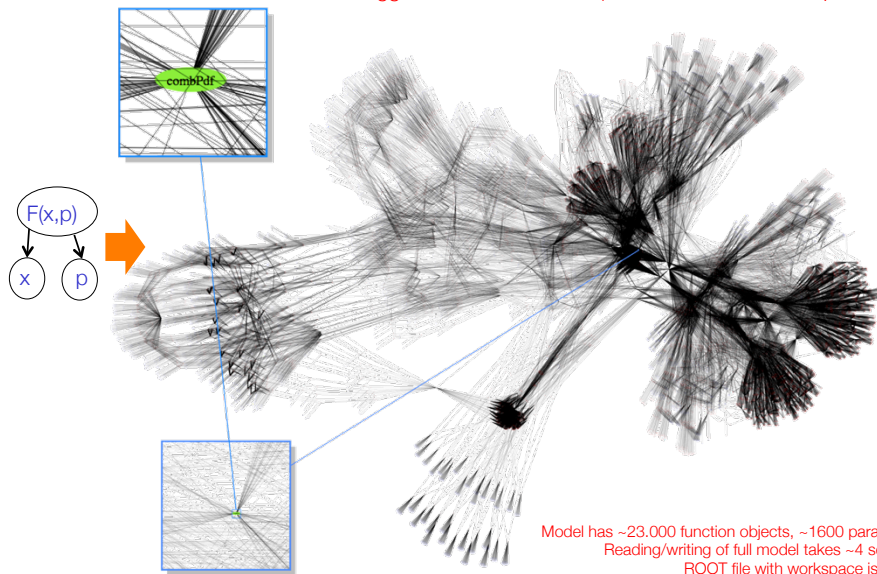 combPdf
F(x,p)
x
p
Model has ~23.000 function objects, ~1600 para
Reading/writing of full model takes ~4 s
ROOT file with workspace is